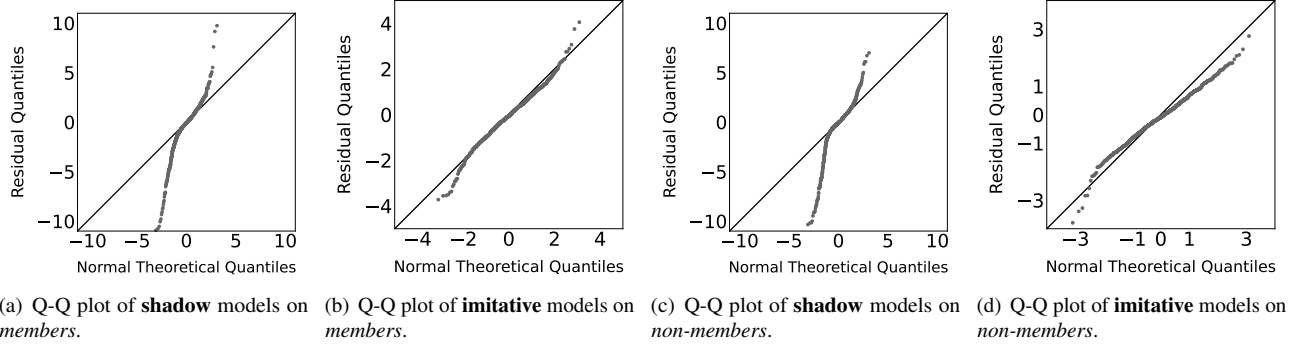 10
5
0
−5
−10
Residual Quantiles
−10 −5 0 5 10
Normal Theoretical Quantiles
4
2
0
−2
−4
Residual Quantiles
−4 −2 0 2 4
Normal Theoretical Quantiles
10
5
0
−5
−10
Residual Quantiles
−10 −5 0 5 10
Normal Theoretical Quantiles
3
1
0
−1
−3
Residual Quantiles
−3 −1 0 1 3
Normal Theoretical Quantiles
(a) Q-Q plot of shadow models on
members.
(b) Q-Q plot of imitative models on
members.
(c) Q-Q plot of shadow models on
non-members.
(d) Q-Q plot of imitative models on
non-members.